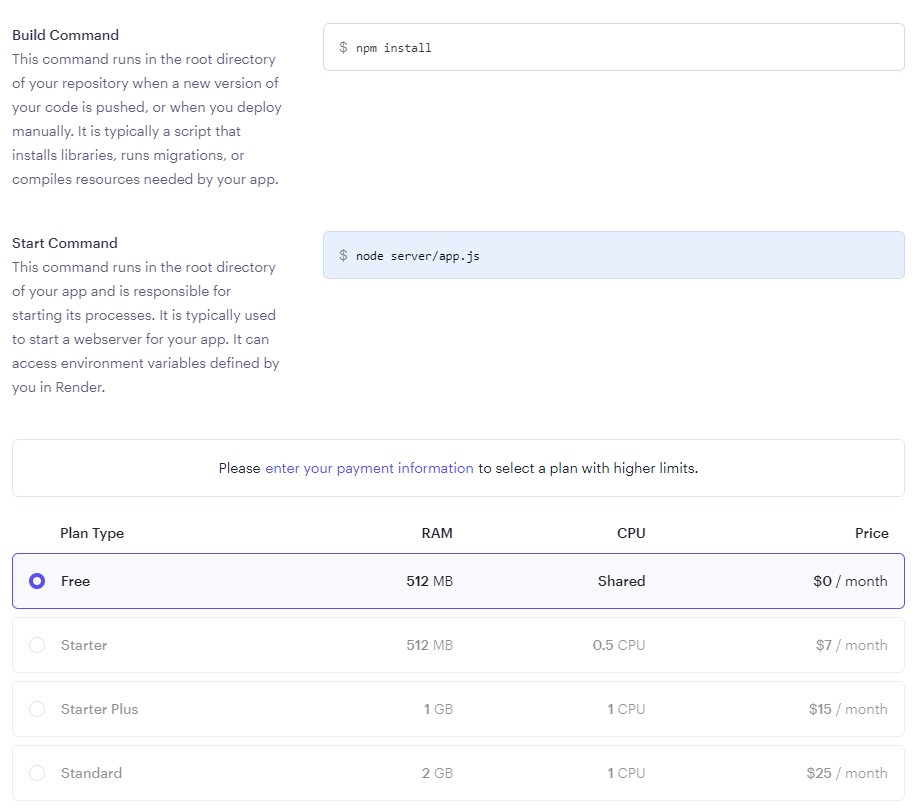 Build Command
This command runs in the root directory
of your repository when a new version of
your code is pushed, or when you deploy
manually. It is typically a script that
installs libraries, runs migrations, or
compiles resources needed by your app.
$ npm install
Start Command
This command runs in the root directory
of your app and is responsible for
starting its processes. It is typically used
to start a webserver for your app. It can
access environment variables defined by
you in Render.
$ node server/app.js
Please enter your payment information to select a plan with higher limits.
Plan Type RAM CPU Price
Free 512 MB Shared $0 / month
Starter 512 MB 0.5 CPU $7 / month
Starter Plus 1 GB 1 CPU $15 / month
Standard 2 GB 1 CPU $25 / month